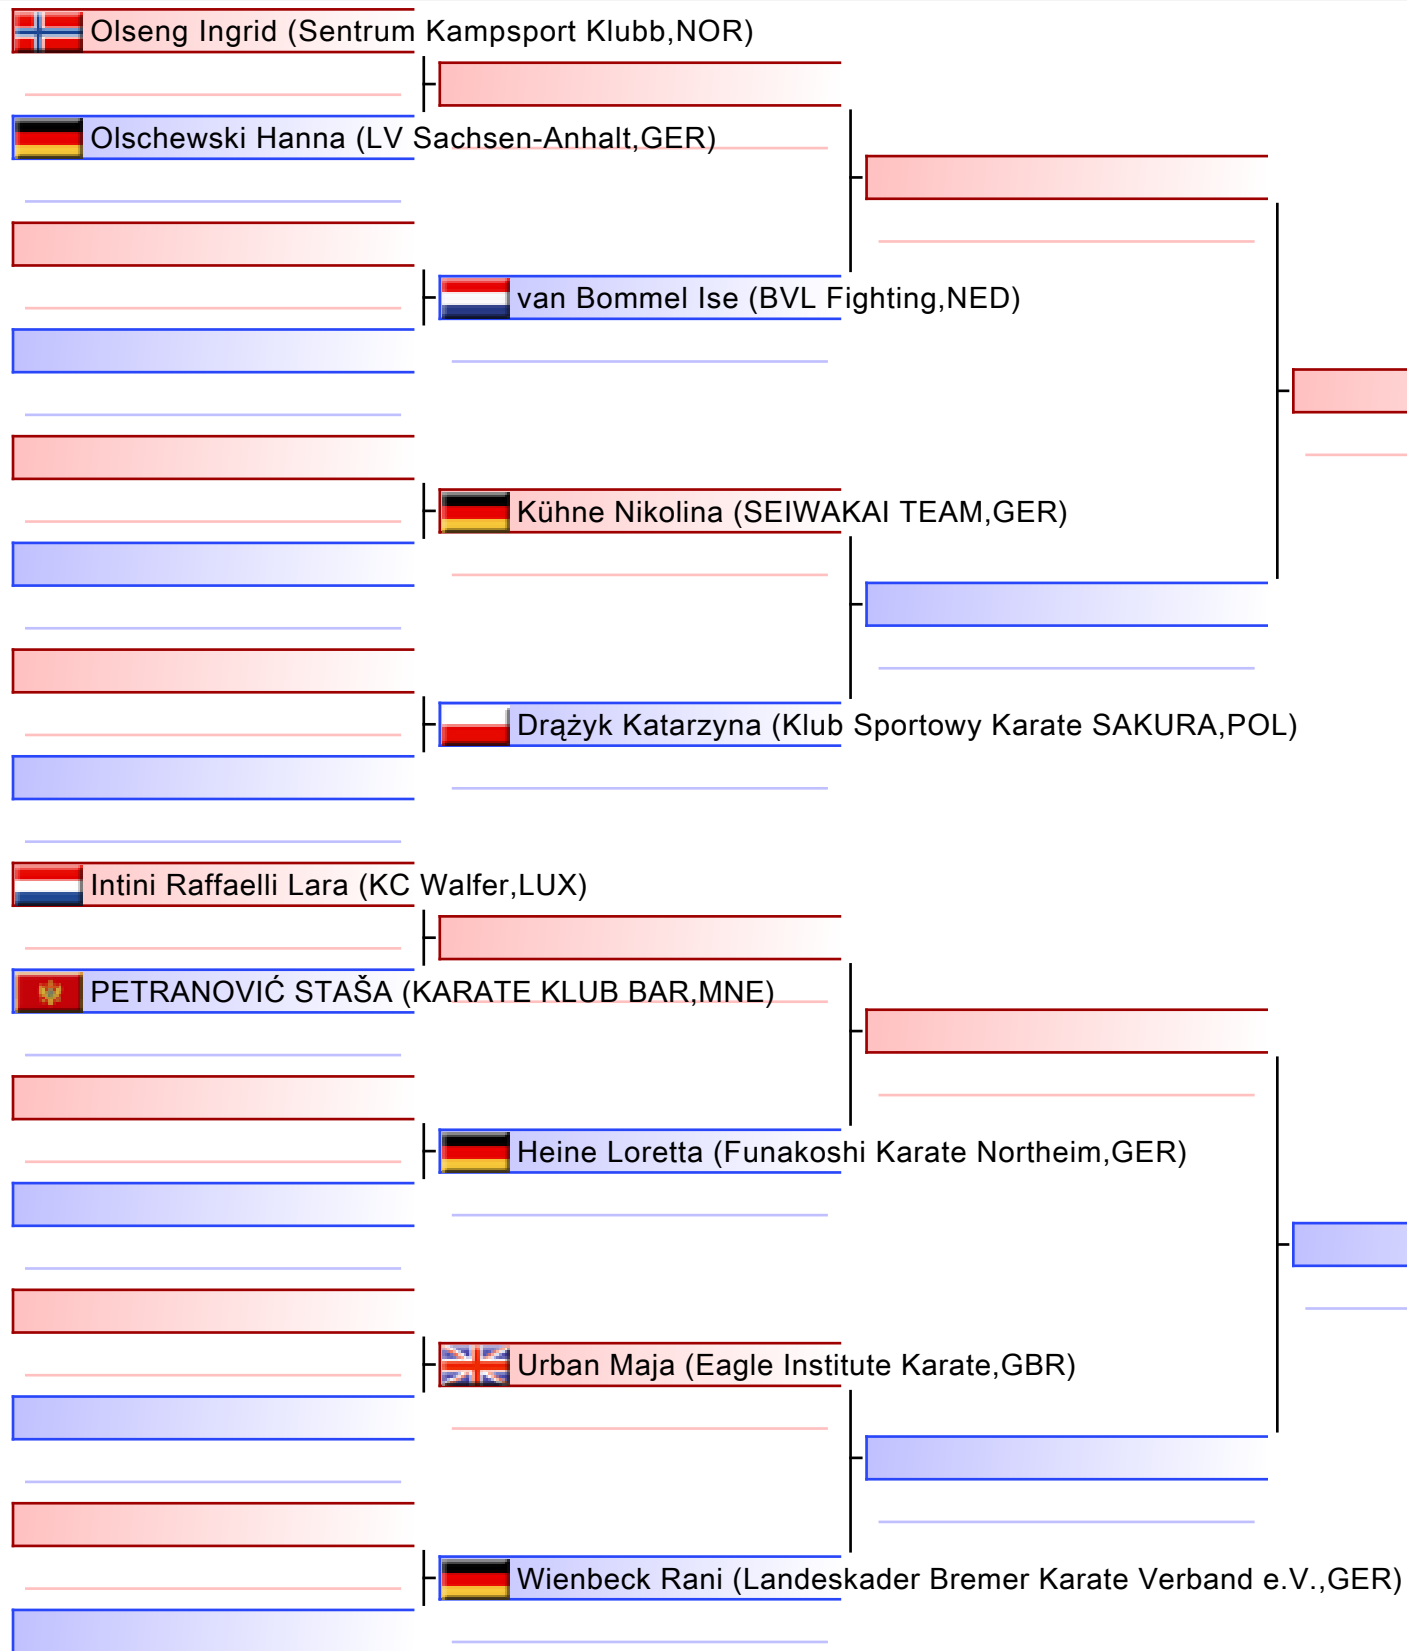 Olseng Ingrid (Sentrum Kampsport Klubb,NOR)
Olschewski Hanna (LV Sachsen-Anhalt,GER)
van Bommel Ise (BVL Fighting,NED)
Kühne Nikolina (SEIWAKAI TEAM,GER)
Drążyk Katarzyna (Klub Sportowy Karate SAKURA,POL)
Intini Raffaelli Lara (KC Walfer,LUX)
PETRANOVIĆ STAŠA (KARATE KLUB BAR,MNE)
Heine Loretta (Funakoshi Karate Northeim,GER)
Urban Maja (Eagle Institute Karate,GBR)
Wienbeck Rani (Landeskader Bremer Karate Verband e.V.,GER)